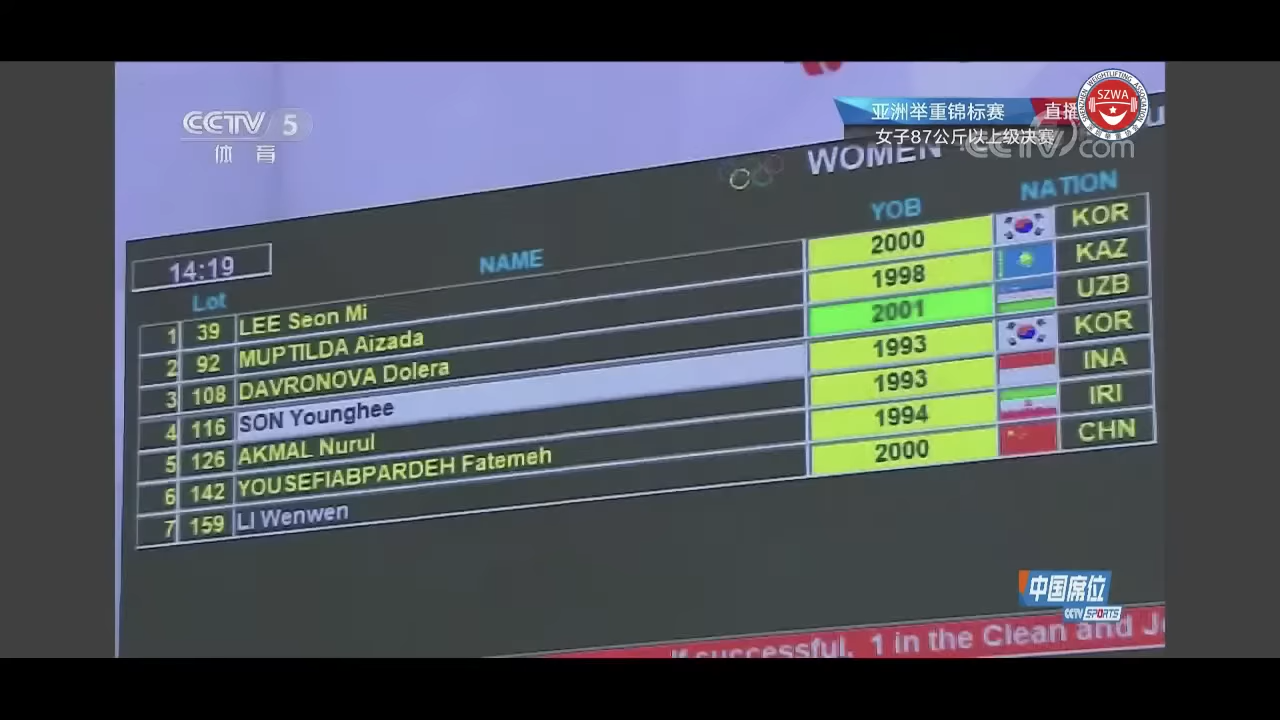 CCTV 5
体育
亚洲举重锦标赛 直播
女子87公斤以上级决赛
SZWA
cctv.com
WOMEN
14:19
Lot NAME YOB NATION
1 39 LEE Seon Mi 2000 KOR
2 92 MUPTILDA Aizada 1998 KAZ
3 108 DAVRONOVA Dolera 2001 UZB
4 116 SON Younghee 1993 KOR
5 126 AKMAL Nurul 1993 INA
6 142 YOUSEFIABPARDEH Fatemeh 1994 IRI
7 159 LI Wenwen 2000 CHN
中国席位
CCTV SPORTS
If successful, 1 in the Clean and